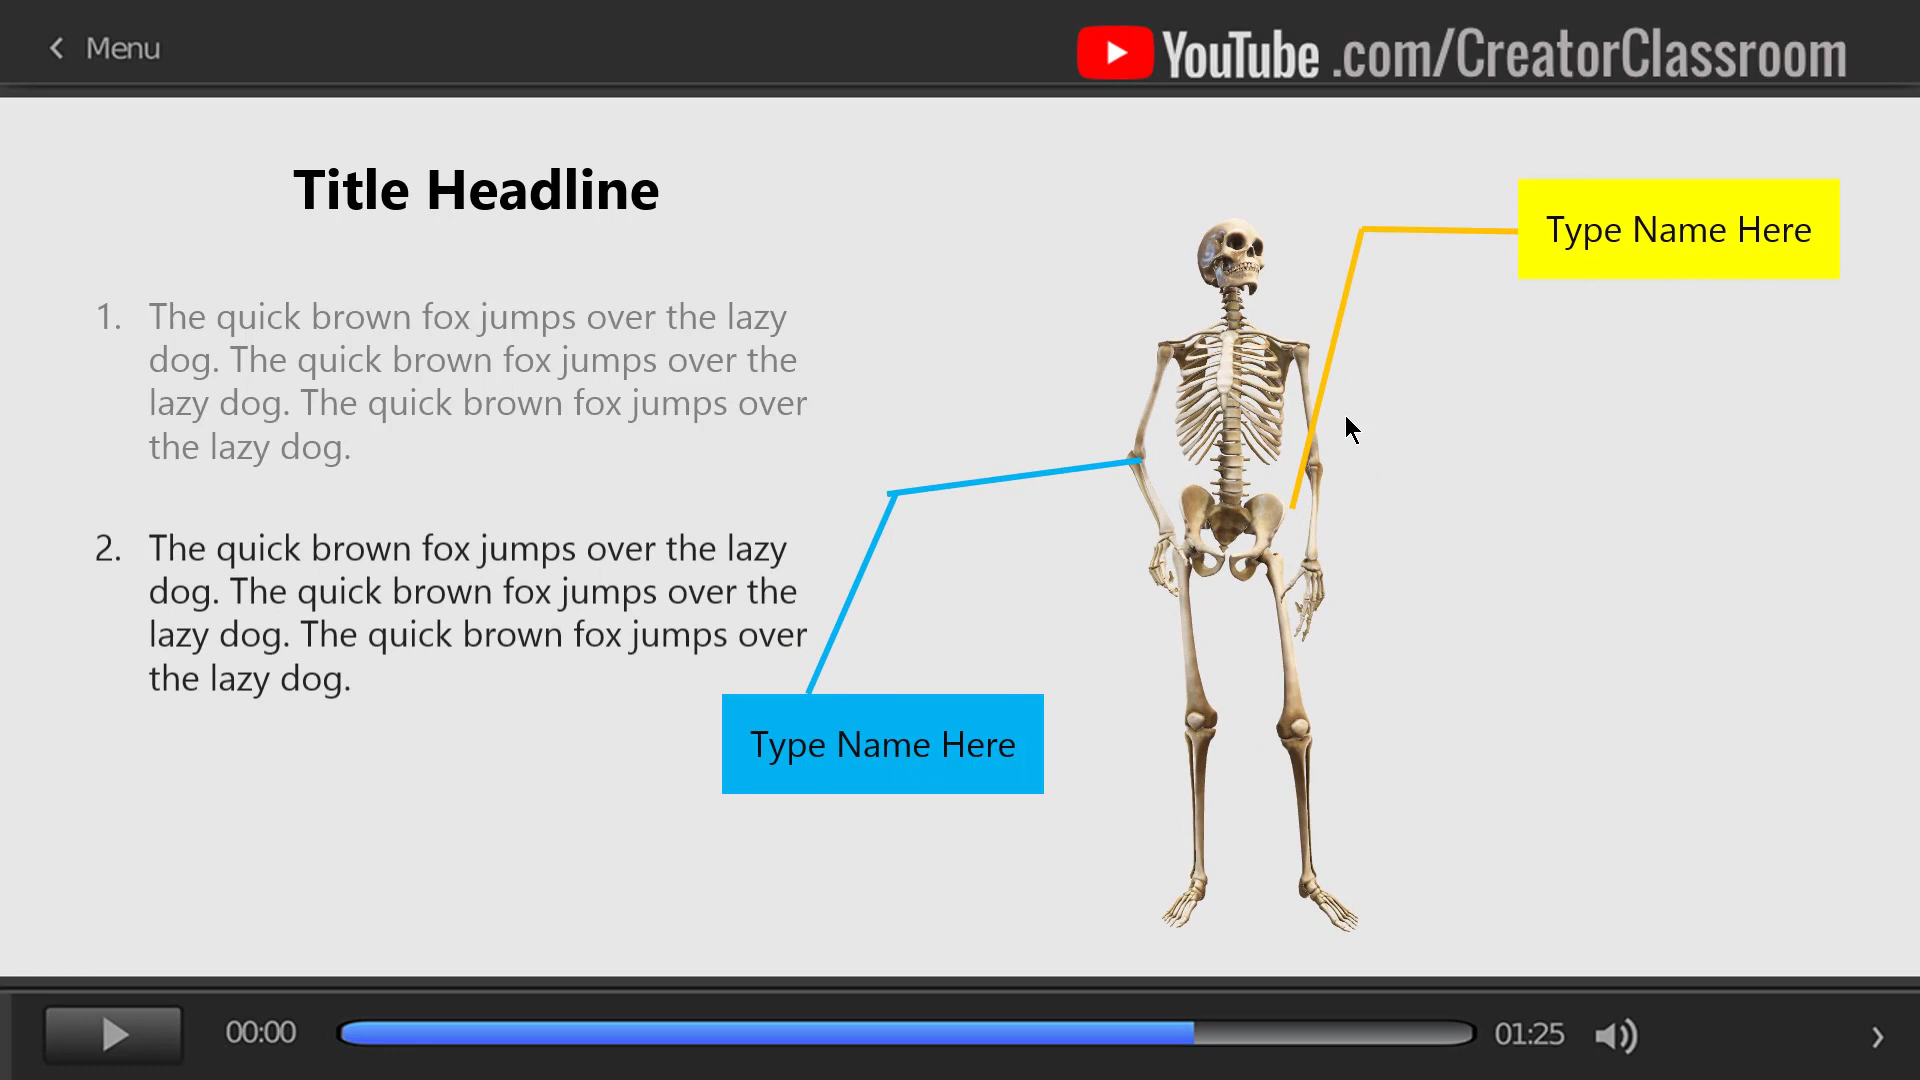 Menu
YouTube .com/CreatorClassroom
Title Headline
Type Name Here
1. The quick brown fox jumps over the lazy
dog. The quick brown fox jumps over the
lazy dog. The quick brown fox jumps over
the lazy dog.
2. The quick brown fox jumps over the lazy
dog. The quick brown fox jumps over the
lazy dog. The quick brown fox jumps over
the lazy dog.
Type Name Here
00:00
01:25